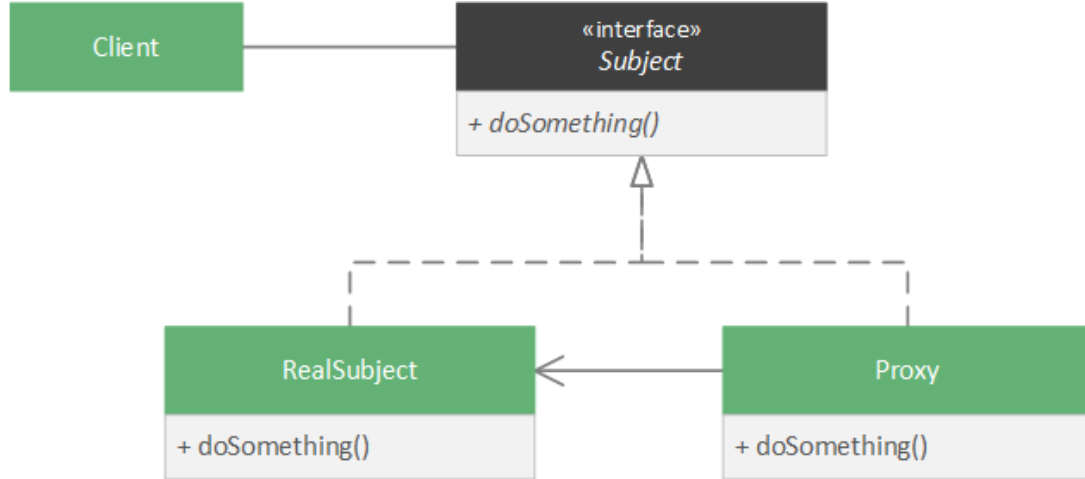 Client
«interface»
Subject
+ doSomething()
RealSubject
+ doSomething()
Proxy
+ doSomething()